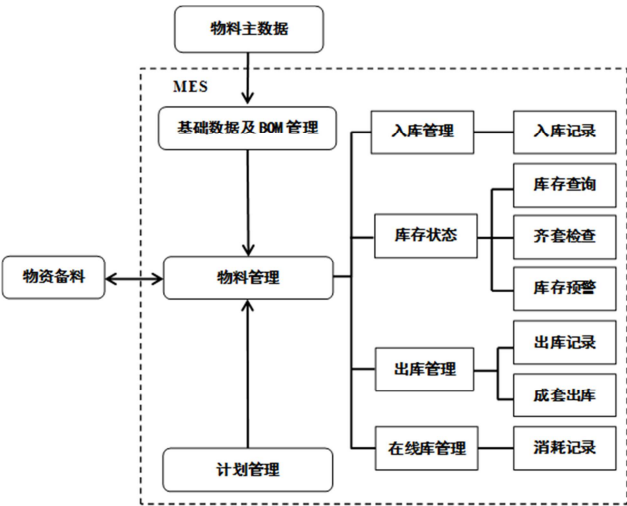 物料主数据
MES
基础数据及BOM管理
入库管理
入库记录
库存查询
库存状态
齐套检查
物资备料
物料管理
库存预警
出库记录
出库管理
成套出库
在线库管理
消耗记录
计划管理